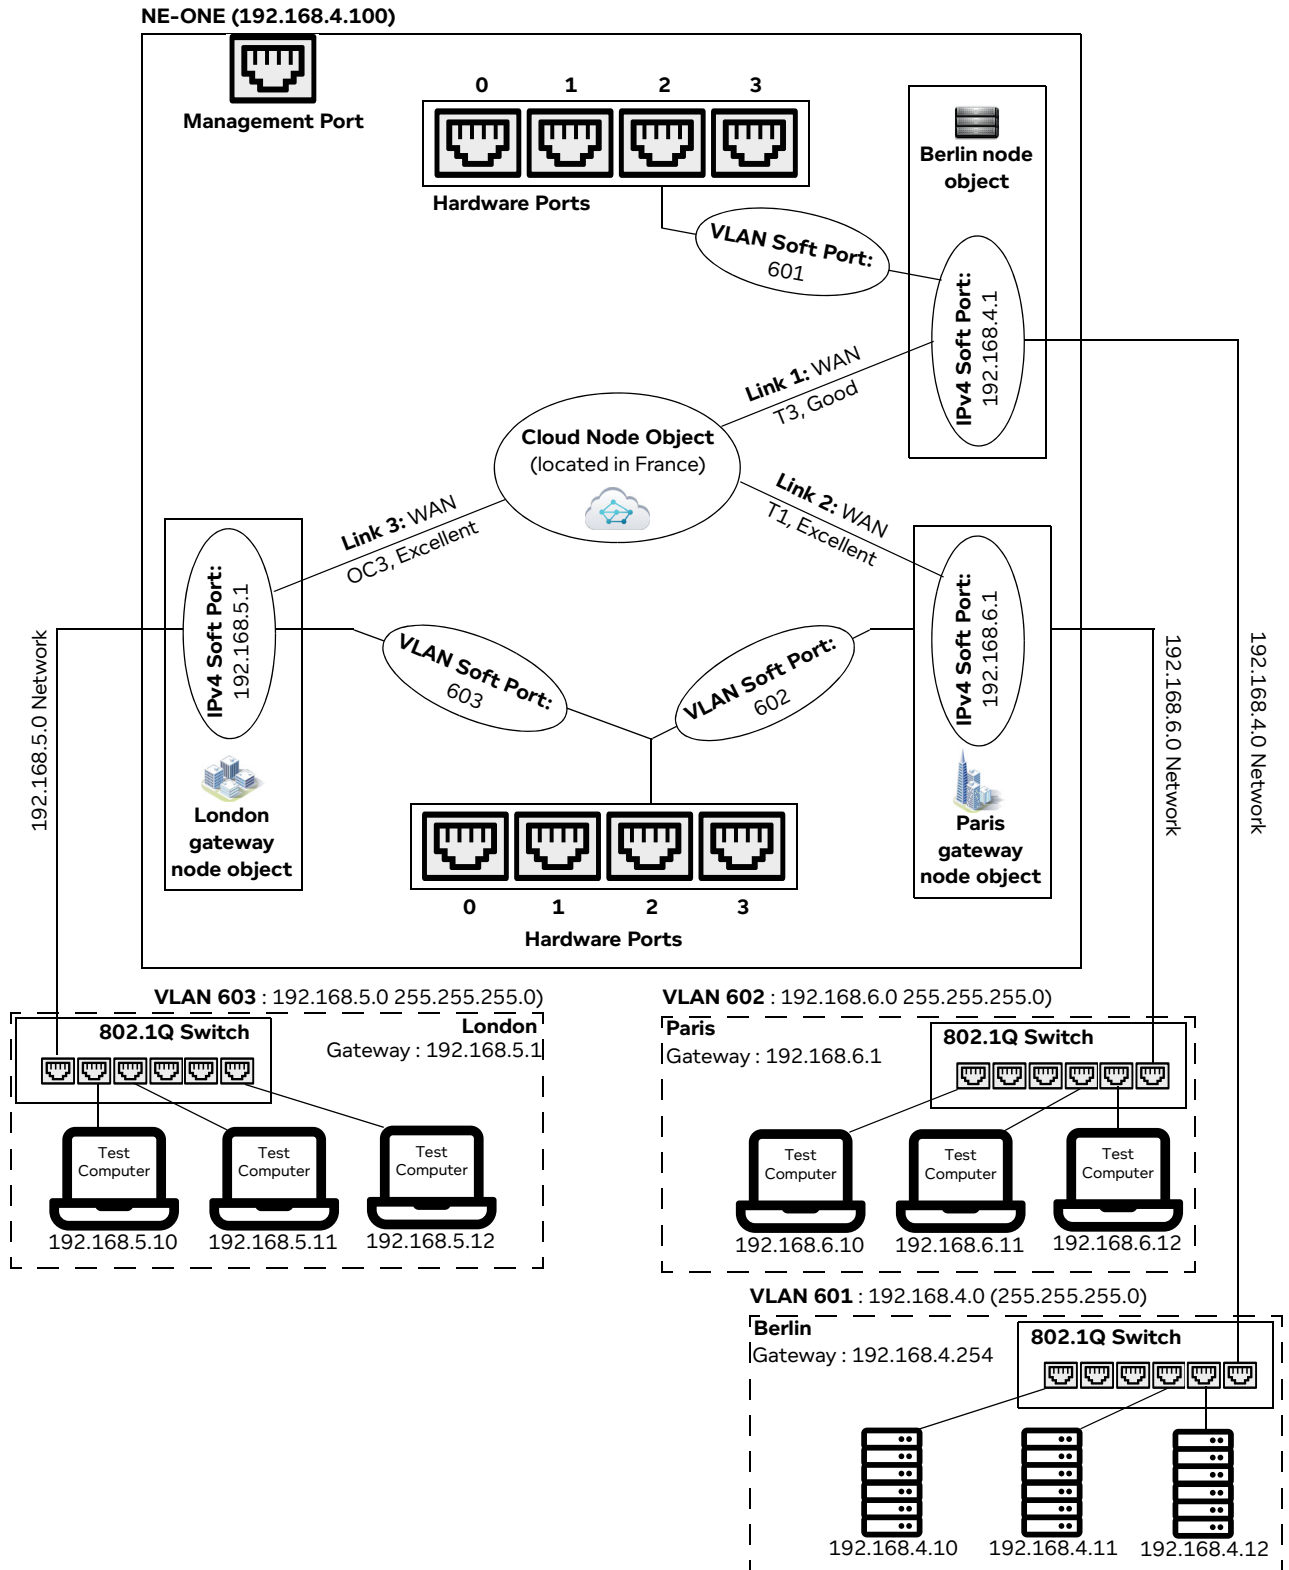 NE-ONE (192.168.4.100)
Management Port
0 1 2 3
Hardware Ports
Berlin node
object
VLAN Soft Port:
601
IPv4 Soft Port:
192.168.4.1
Link 1: WAN
T3, Good
Cloud Node Object
(located in France)
Link 2: WAN
T1, Excellent
Link 3: WAN
OC3, Excellent
IPv4 Soft Port:
192.168.5.1
London
gateway
node object
VLAN Soft Port:
603
VLAN Soft Port:
602
IPv4 Soft Port:
192.168.6.1
Paris
gateway
node object
0 1 2 3
Hardware Ports
192.168.5.0 Network
192.168.6.0 Network
192.168.4.0 Network
VLAN 603 : 192.168.5.0 255.255.255.0)
802.1Q Switch
London
Gateway : 192.168.5.1
Test
Computer
Test
Computer
Test
Computer
192.168.5.10 192.168.5.11 192.168.5.12
VLAN 602 : 192.168.6.0 255.255.255.0)
Paris
Gateway : 192.168.6.1
802.1Q Switch
Test
Computer
Test
Computer
Test
Computer
192.168.6.10 192.168.6.11 192.168.6.12
VLAN 601 : 192.168.4.0 (255.255.255.0)
Berlin
Gateway : 192.168.4.254
802.1Q Switch
192.168.4.10 192.168.4.11 192.168.4.12